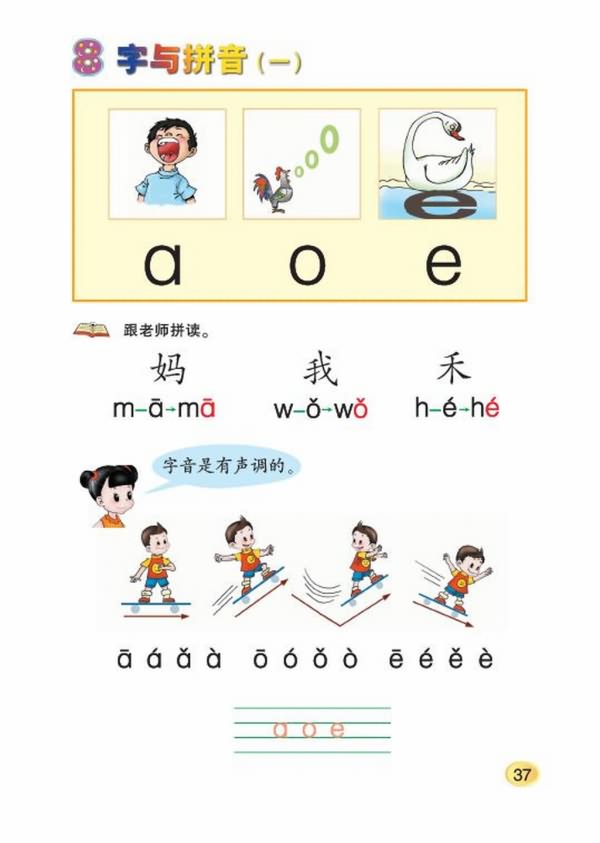 8 字与拼音（一）
a o e
跟老师拼读。
妈 我 禾
m–ā→mā w–ǒ→wǒ h–é→hé
字音是有声调的。
ā á ǎ à ō ó ǒ ò ē é ě è
a o e
37